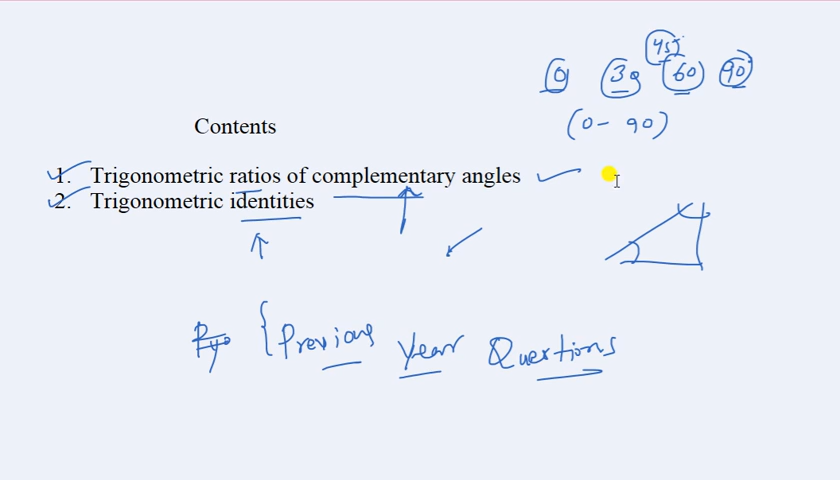 45
0 30 60 90
(0 - 90)
Contents
1. Trigonometric ratios of complementary angles
2. Trigonometric identities
{Previous Year Questions